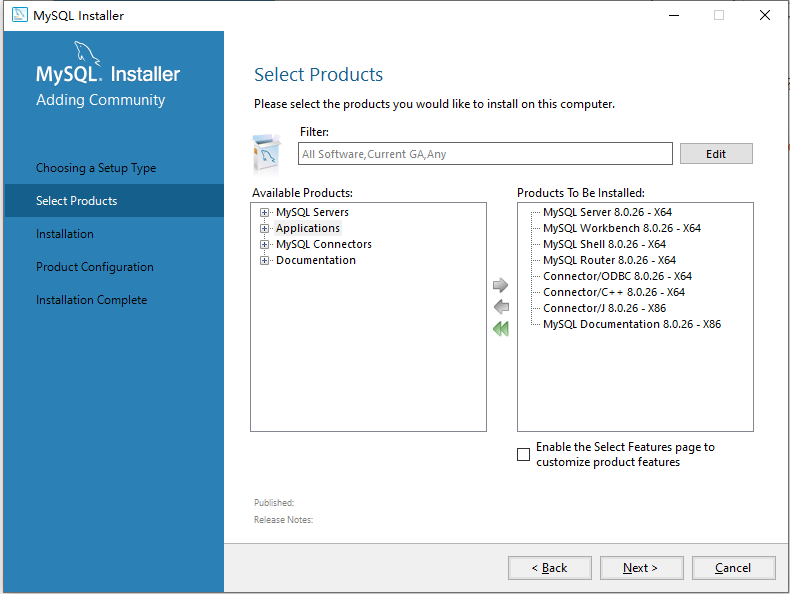 MySQL Installer
MySQL. Installer
Adding Community
Choosing a Setup Type
Select Products
Installation
Product Configuration
Installation Complete
Select Products
Please select the products you would like to install on this computer.
Filter:
All Software,Current GA,Any
Edit
Available Products:
MySQL Servers
Applications
MySQL Connectors
Documentation
Products To Be Installed:
MySQL Server 8.0.26 - X64
MySQL Workbench 8.0.26 - X64
MySQL Shell 8.0.26 - X64
MySQL Router 8.0.26 - X64
Connector/ODBC 8.0.26 - X64
Connector/C++ 8.0.26 - X64
Connector/J 8.0.26 - X86
MySQL Documentation 8.0.26 - X86
Enable the Select Features page to
customize product features
Published:
Release Notes:
< Back
Next >
Cancel